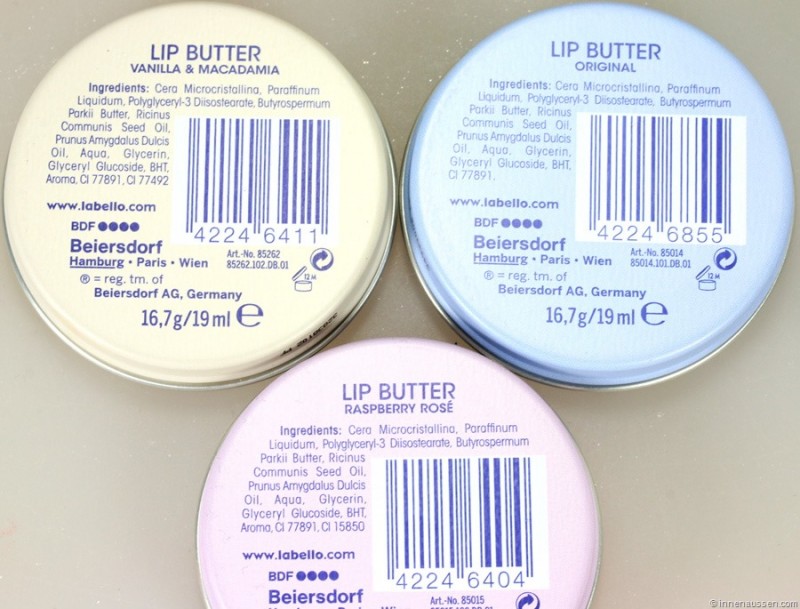 LIP BUTTER
VANILLA & MACADAMIA
Ingredients: Cera Microcristallina, Paraffinum
Liquidum, Polyglyceryl-3 Diisostearate, Butyrospermum
Parkii Butter, Ricinus
Communis Seed Oil,
Prunus Amygdalus Dulcis
Oil, Aqua, Glycerin,
Glyceryl Glucoside, BHT,
Aroma, CI 77891, CI 77492
www.labello.com
4224 6411
BDF
Beiersdorf
Hamburg • Paris • Wien
Art.-No. 85262
85262.102.DB.01
12 M
® = reg. tm. of
Beiersdorf AG, Germany
16,7g/19 ml e
LIP BUTTER
ORIGINAL
Ingredients: Cera Microcristallina, Paraffinum
Liquidum, Polyglyceryl-3 Diisostearate, Butyrospermum
Parkii Butter, Ricinus
Communis Seed Oil,
Prunus Amygdalus Dulcis
Oil, Aqua, Glycerin,
Glyceryl Glucoside, BHT,
CI 77891.
www.labello.com
4224 6855
BDF
Beiersdorf
Hamburg • Paris • Wien
Art.-No. 85014
85014.101.DB.01
12 M
® = reg. tm. of
Beiersdorf AG, Germany
16,7g/19 ml e
LIP BUTTER
RASPBERRY ROSÉ
Ingredients: Cera Microcristallina, Paraffinum
Liquidum, Polyglyceryl-3 Diisostearate, Butyrospermum
Parkii Butter, Ricinus
Communis Seed Oil,
Prunus Amygdalus Dulcis
Oil, Aqua, Glycerin,
Glyceryl Glucoside, BHT,
Aroma, CI 77891, CI 15850
www.labello.com
4224 6404
BDF
Beiersdorf
Art.-No. 85015
© innenaussen.com